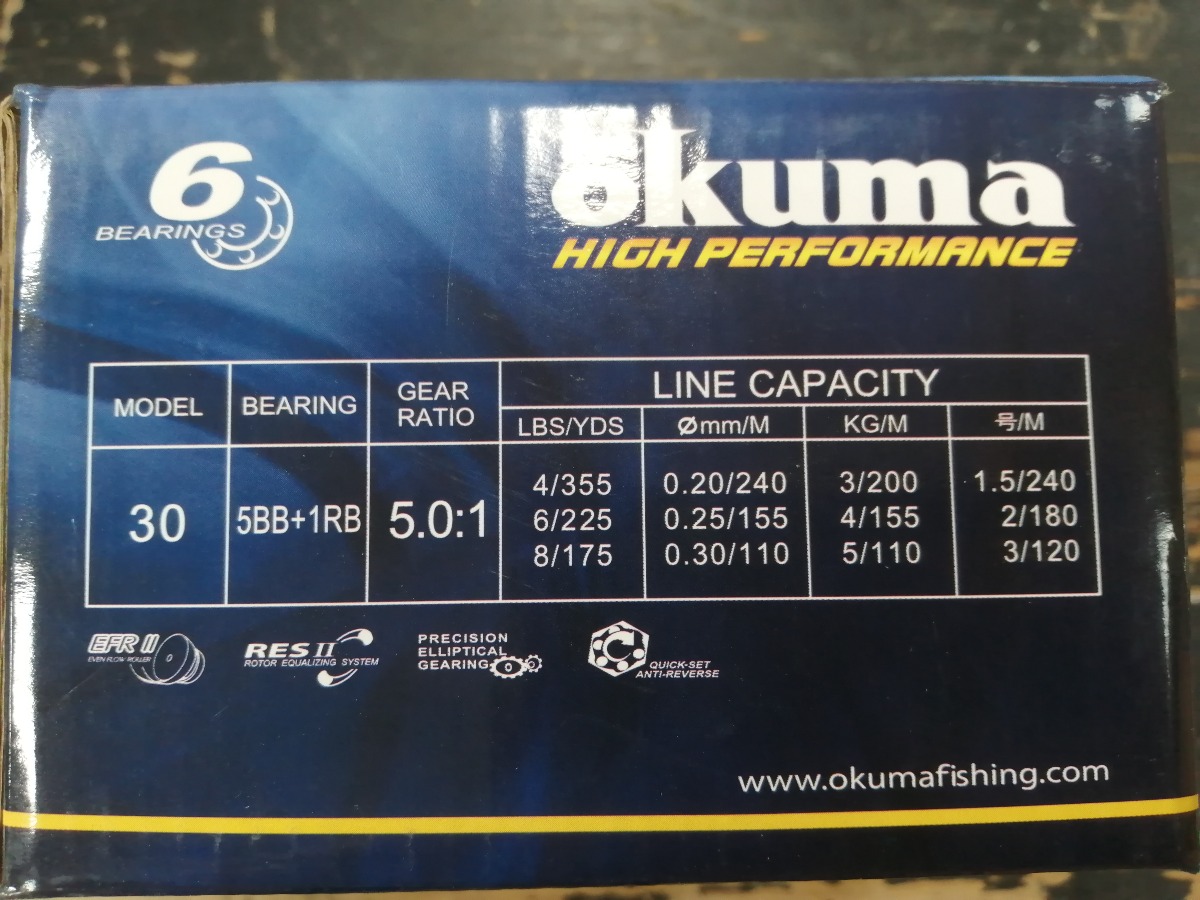 6
BEARINGS
ōkuma
HIGH PERFORMANCE
MODEL
BEARING
GEAR
RATIO
LINE CAPACITY
LBS/YDS
Ømm/M
KG/M
号/M
30
5BB+1RB
5.0:1
4/355
6/225
8/175
0.20/240
0.25/155
0.30/110
3/200
4/155
5/110
1.5/240
2/180
3/120
EFR II
EVEN FLOW ROLLER
RES II
ROTOR EQUALIZING SYSTEM
PRECISION
ELLIPTICAL
GEARING
QUICK-SET
ANTI-REVERSE
www.okumafishing.com